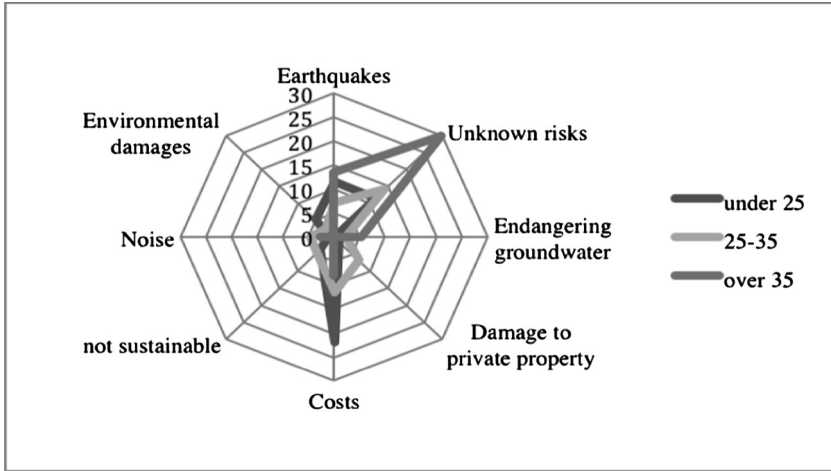 Earthquakes
30
25
20
15
10
5
0
Unknown risks
Endangering
groundwater
Damage to
private property
Costs
not sustainable
Noise
Environmental
damages
under 25
25-35
over 35